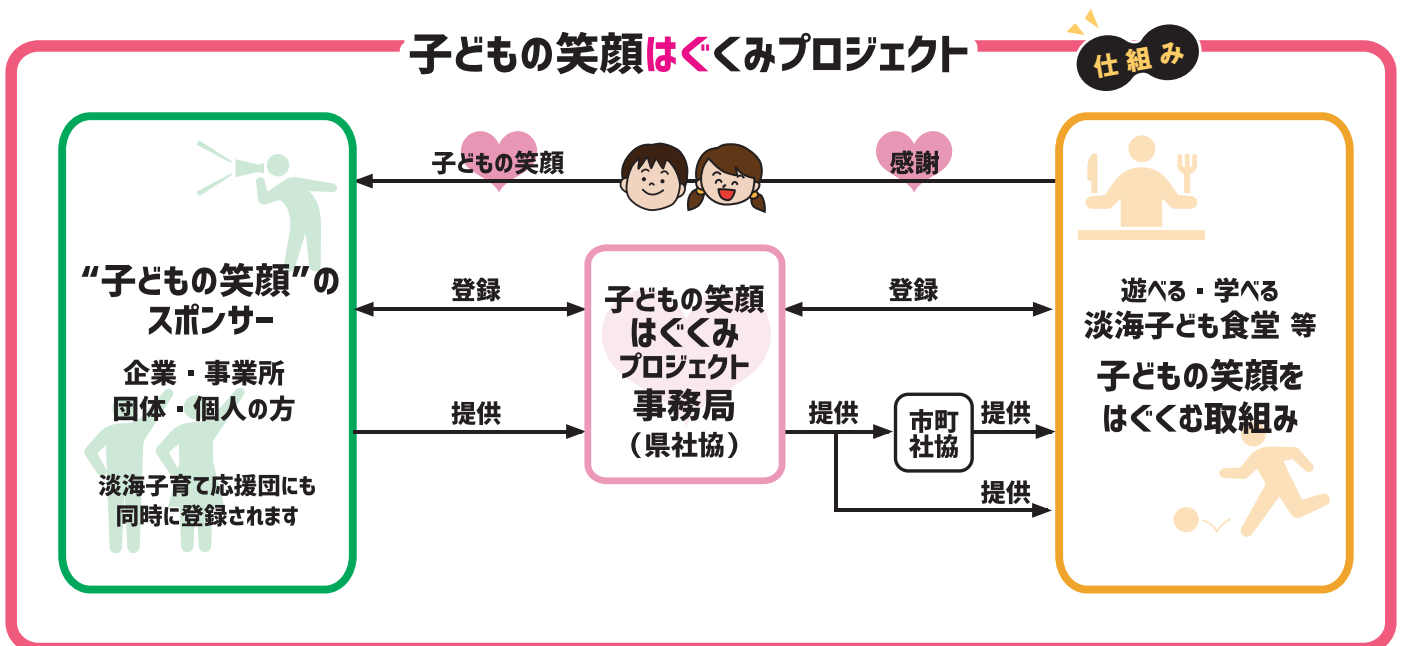 子どもの笑顔はぐくみプロジェクト
仕組み
子どもの笑顔
感謝
“子どもの笑顔”の
スポンサー
企業・事業所
団体・個人の方
淡海子育て応援団にも
同時に登録されます
登録
提供
子どもの笑顔
はぐくみ
プロジェクト
事務局
（県社協）
登録
提供
市町
社協
提供
提供
遊べる・学べる
淡海子ども食堂 等
子どもの笑顔を
はぐくむ取組み